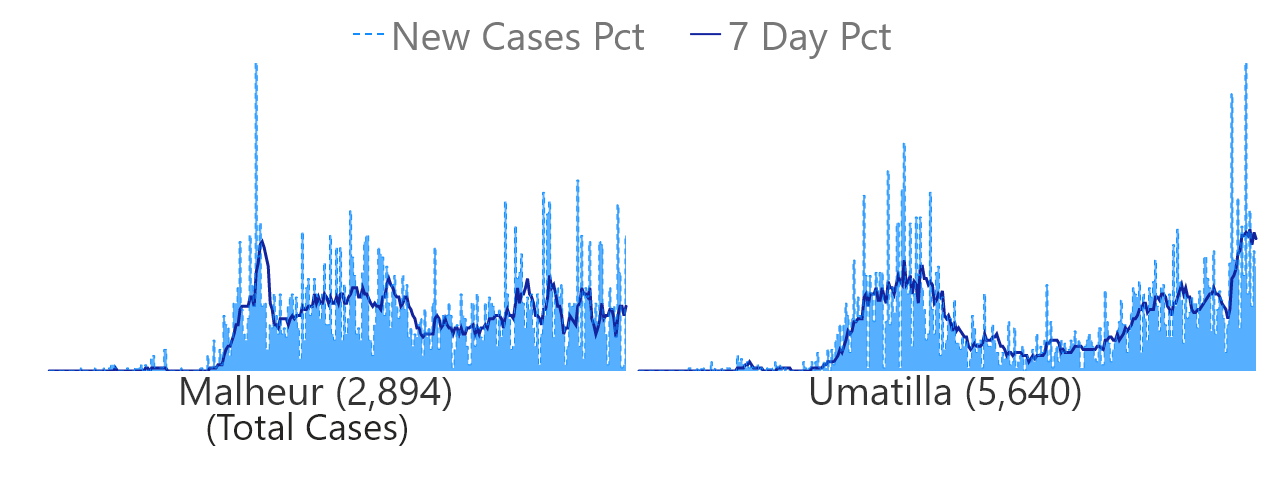 New Cases Pct 7 Day Pct
Malheur (2,894)
(Total Cases)
Umatilla (5,640)